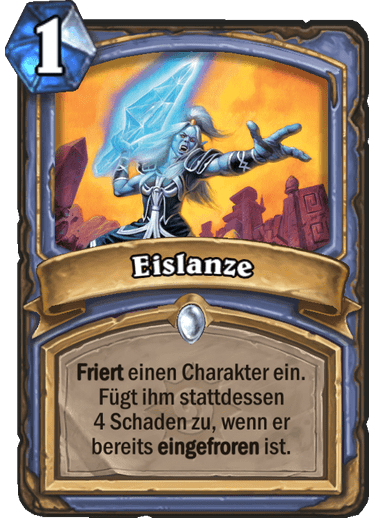 1
Eislanze
Friert einen Charakter ein.
Fügt ihm stattdessen
4 Schaden zu, wenn er
bereits eingefroren ist.